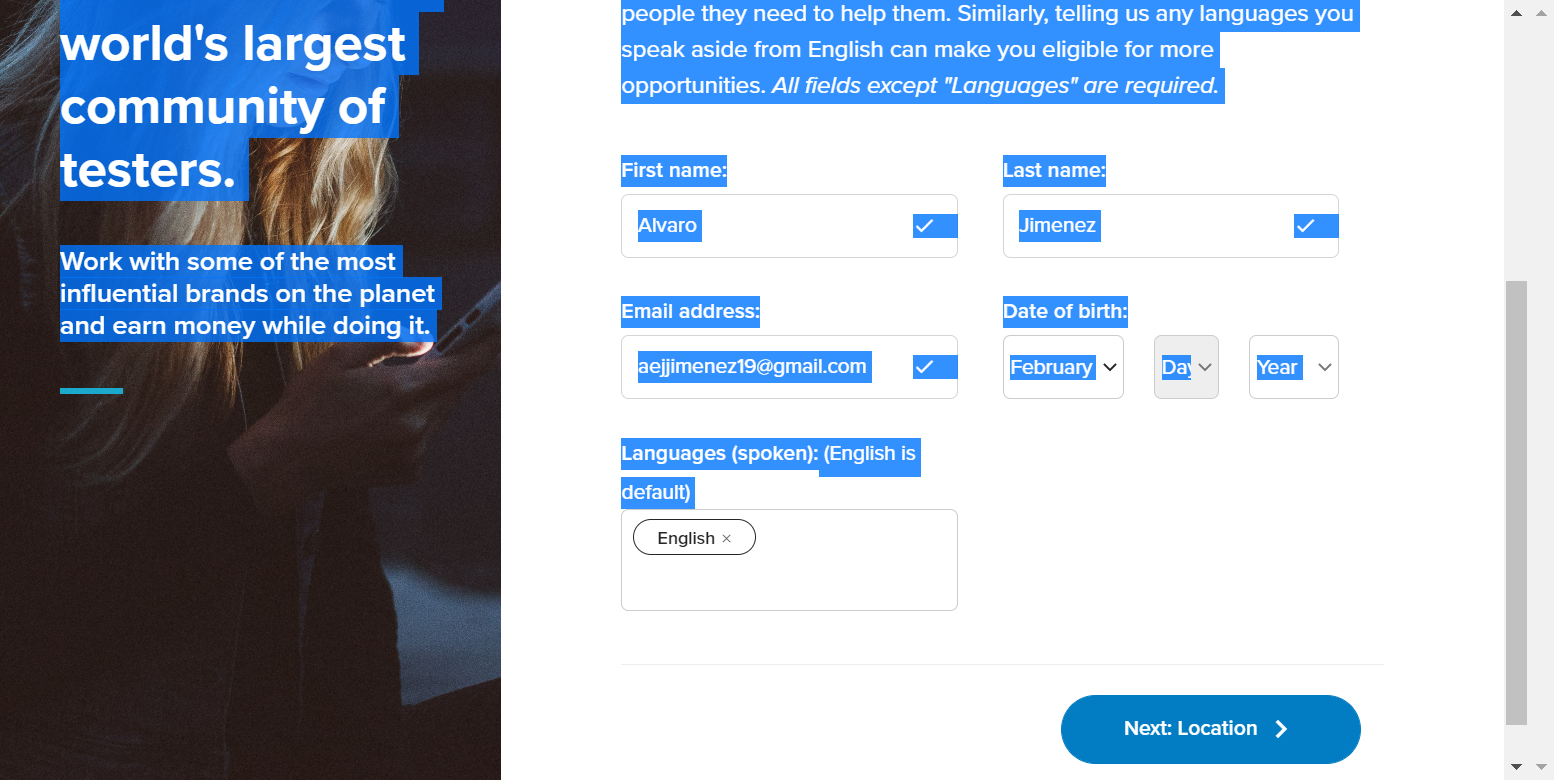 world's largest
community of
testers.
Work with some of the most
influential brands on the planet
and earn money while doing it.
people they need to help them. Similarly, telling us any languages you
speak aside from English can make you eligible for more
opportunities. All fields except "Languages" are required.
First name:
Last name:
Alvaro
Jimenez
Email address:
Date of birth:
aejjimenez19@gmail.com
February
Day
Year
Languages (spoken): (English is
default)
English ×
Next: Location